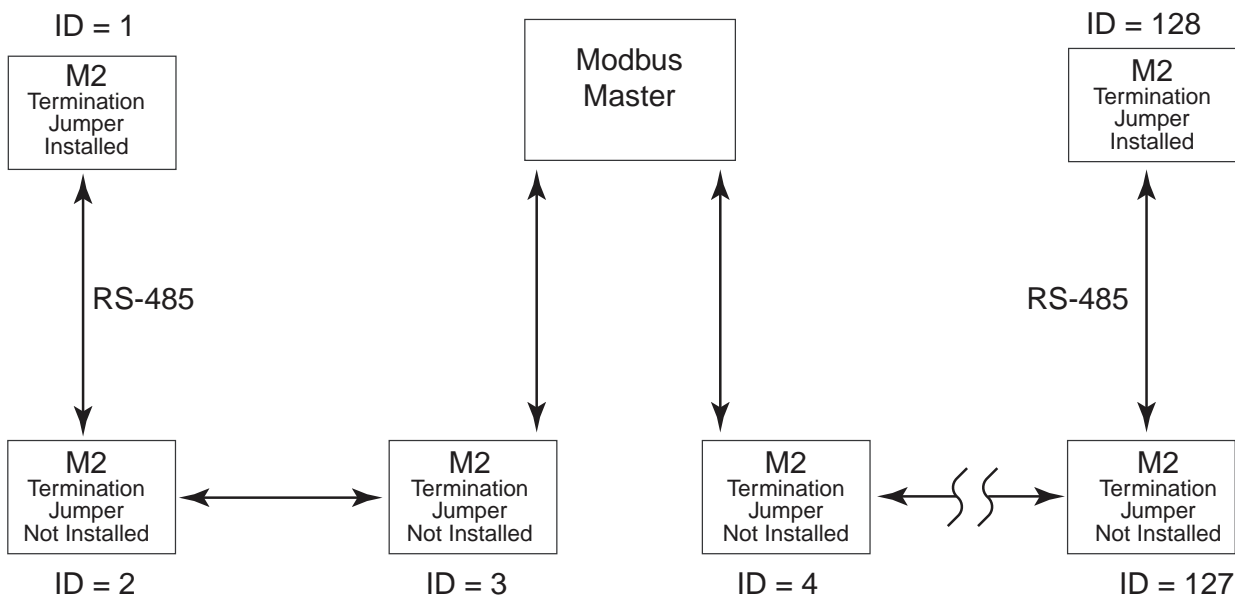 ID = 1
M2
Termination
Jumper
Installed
Modbus
Master
ID = 128
M2
Termination
Jumper
Installed
RS-485
RS-485
M2
Termination
Jumper
Not Installed
ID = 2
M2
Termination
Jumper
Not Installed
ID = 3
M2
Termination
Jumper
Not Installed
ID = 4
M2
Termination
Jumper
Not Installed
ID = 127